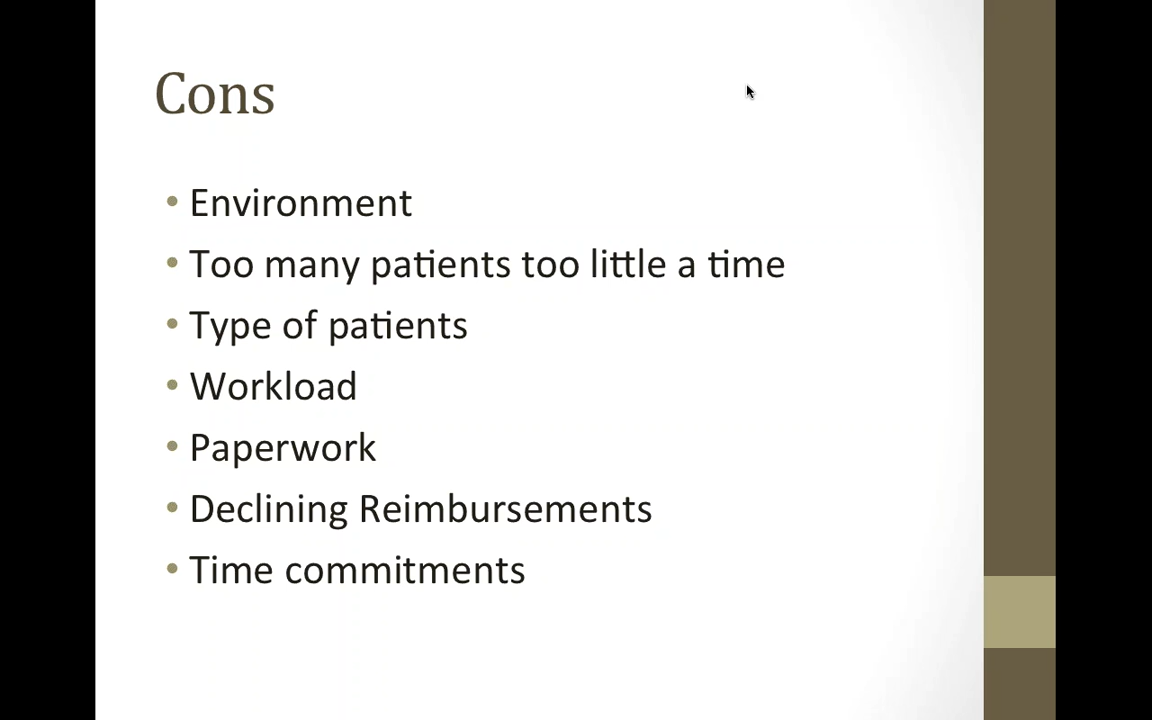 Cons
• Environment
• Too many patients too little a time
• Type of patients
• Workload
• Paperwork
• Declining Reimbursements
• Time commitments